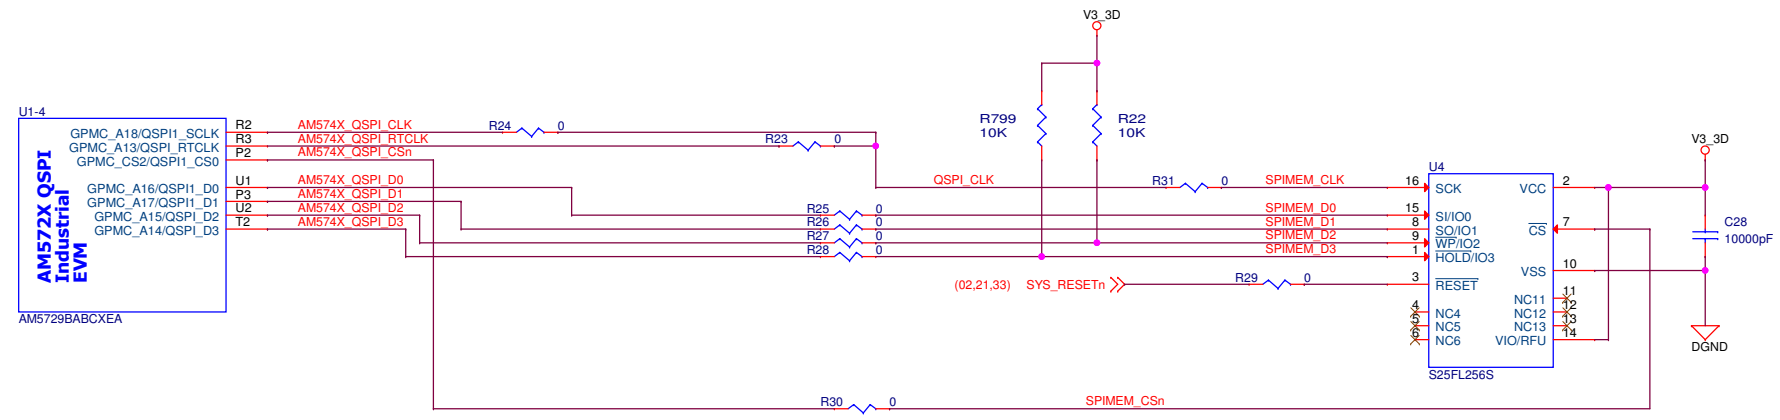 V3_3D
R799
10K
R22
10K
U1-4
AM572X QSPI
Industrial
EVM
GPMC_A18/QSPI1_SCLK
GPMC_A13/QSPI_RTCLK
GPMC_CS2/QSPI1_CS0
GPMC_A16/QSPI1_D0
GPMC_A17/QSPI1_D1
GPMC_A15/QSPI_D2
GPMC_A14/QSPI_D3
AM5729BABCXEA
R2
R3
P2
U1
P3
U2
T2
AM574X_QSPI_CLK
AM574X_QSPI_RTCLK
AM574X_QSPI_CSn
AM574X_QSPI_D0
AM574X_QSPI_D1
AM574X_QSPI_D2
AM574X_QSPI_D3
R24 0
R23 0
QSPI_CLK
R31 0
SPIMEM_CLK
R25 0
R26 0
R27 0
R28 0
SPIMEM_D0
SPIMEM_D1
SPIMEM_D2
SPIMEM_D3
(02,21,33) SYS_RESETn
R29 0
R30 0
SPIMEM_CSn
U4
16 SCK
15 SI/IO0
8 SO/IO1
9 WP/IO2
1 HOLD/IO3
3 RESET
4 NC4
5 NC5
6 NC6
VCC 2
CS 7
VSS 10
NC11 11
NC12 12
NC13 13
VIO/RFU 14
S25FL256S
V3_3D
C28
10000pF
DGND